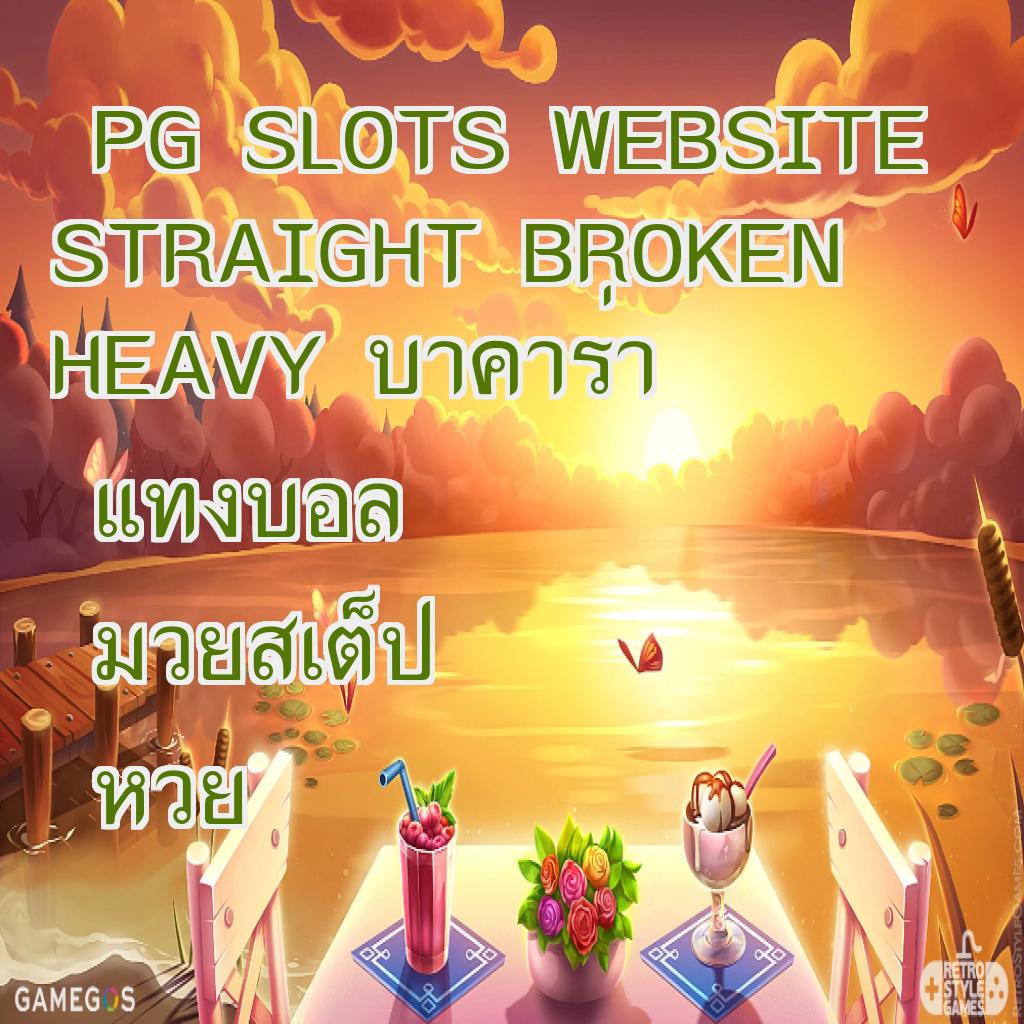 PG SLOTS WEBSITE
STRAIGHT BROKEN
HEAVY บาคาร่า
แทงบอล
มวยสเต็ป
หวย
GAMEGOS
RETRO
STYLE
GAMES
RETROSTYLEGAMES.COM